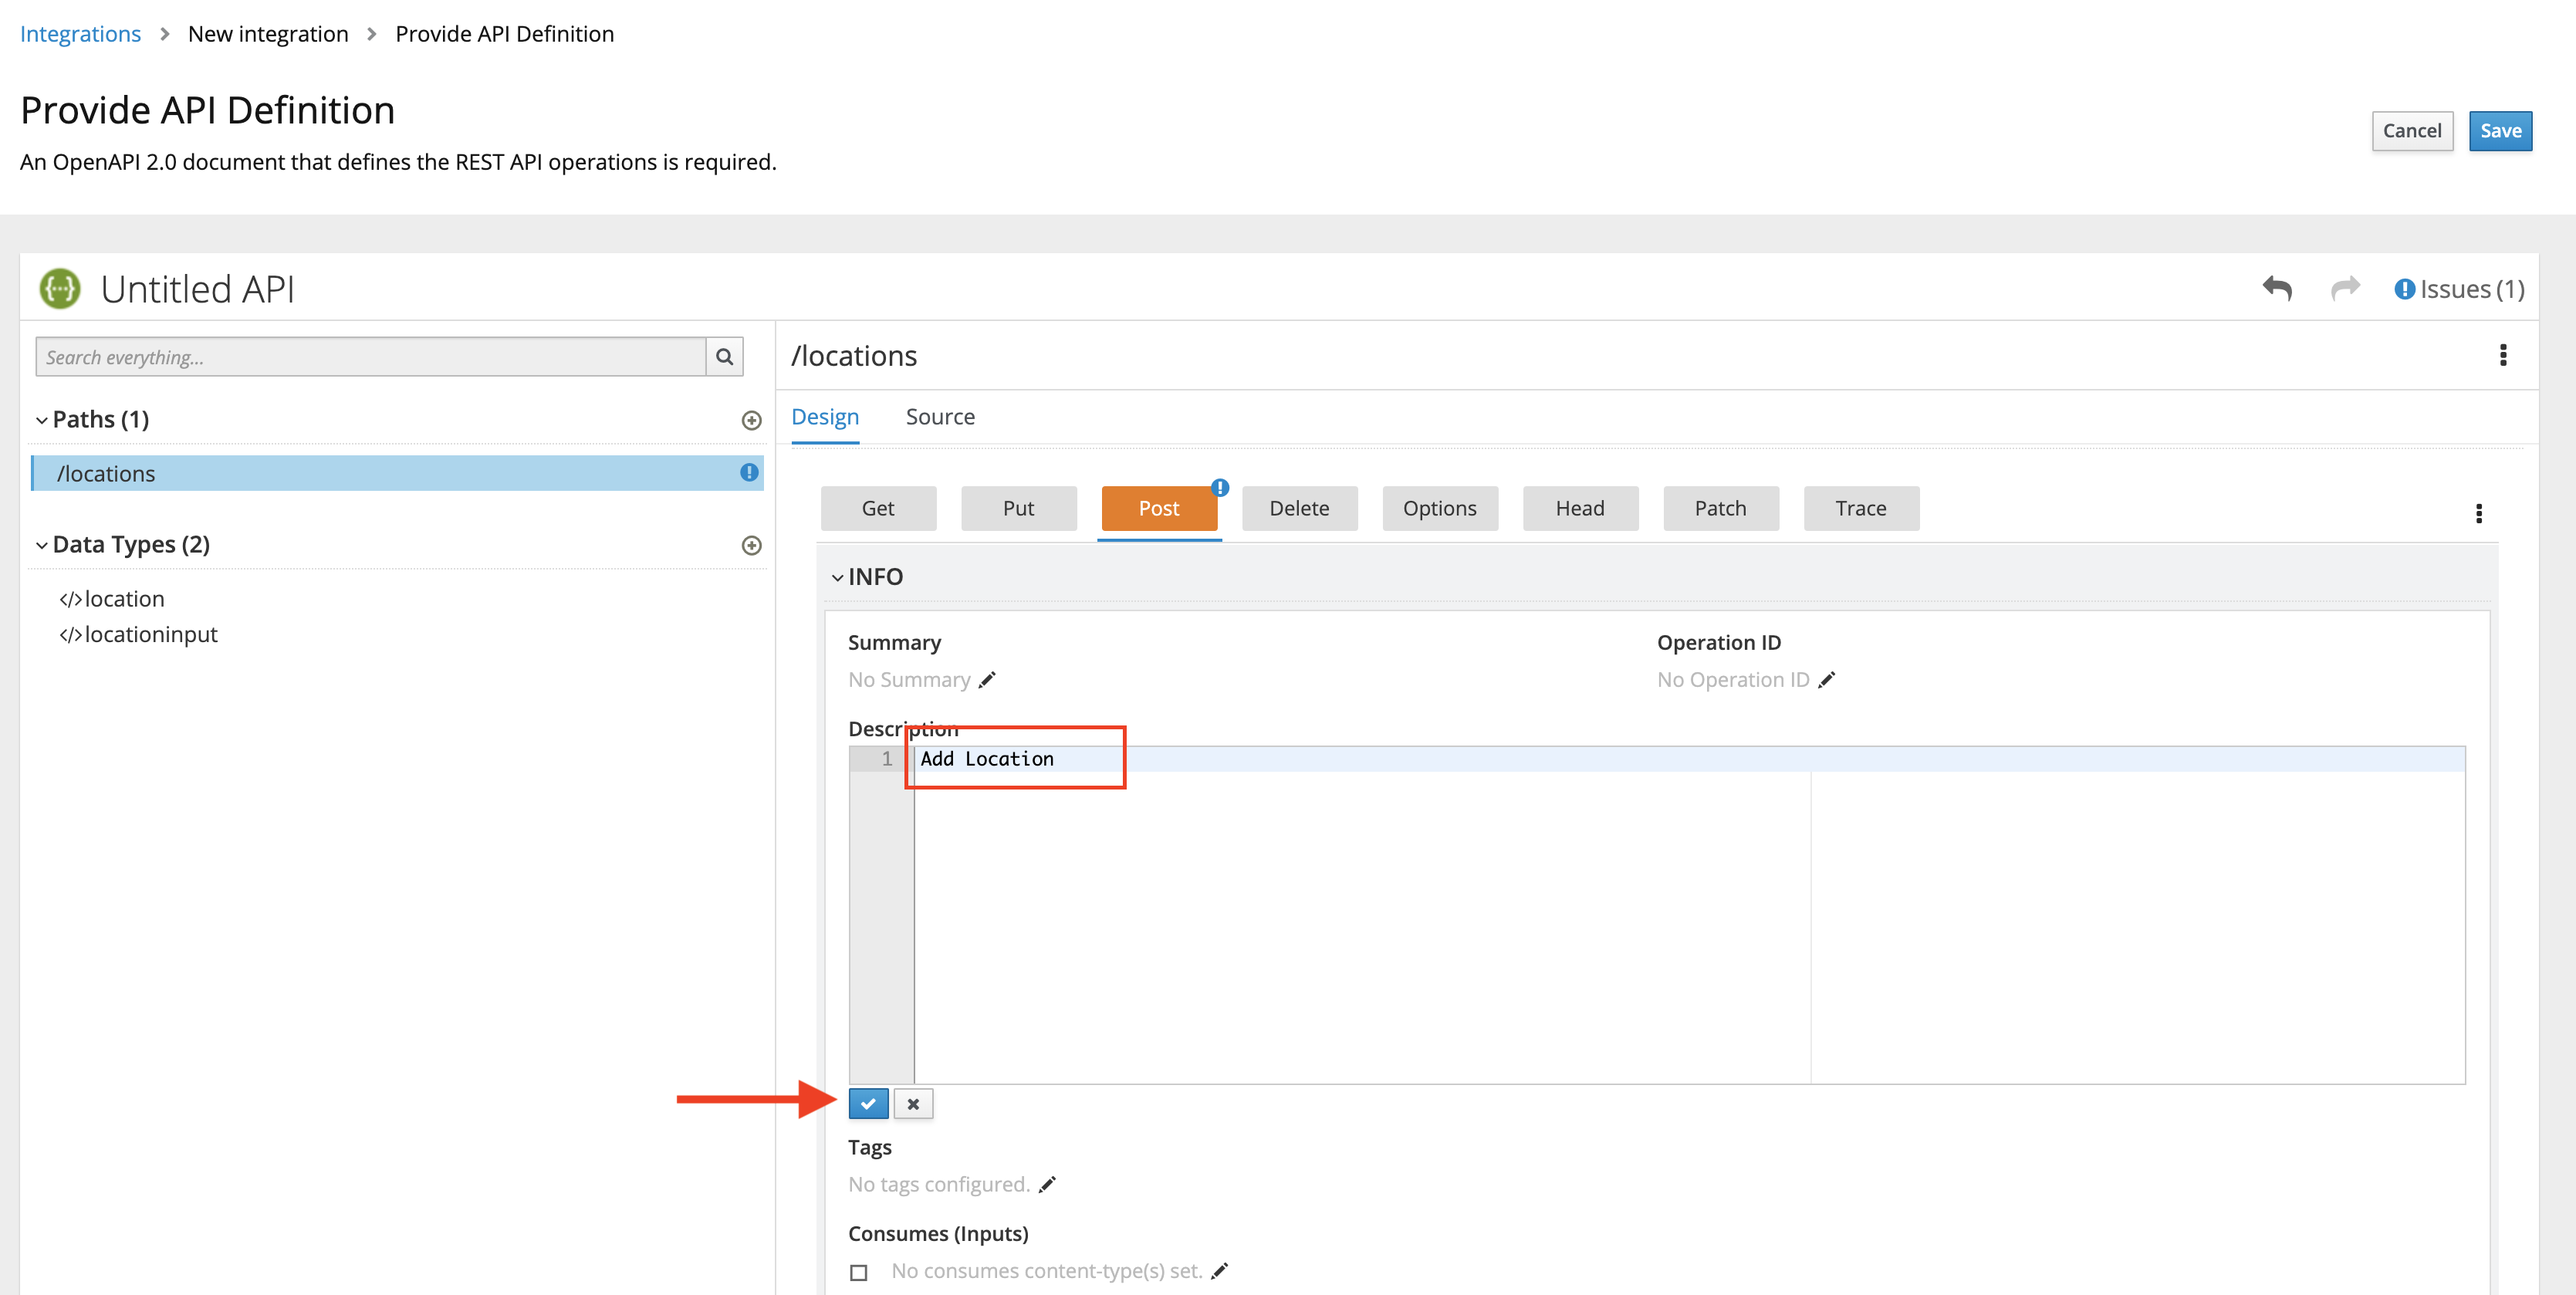 Integrations > New integration > Provide API Definition
Provide API Definition
Cancel Save
An OpenAPI 2.0 document that defines the REST API operations is required.
{...} Untitled API
Issues (1)
Search everything...
/locations
Paths (1)
Design Source
/locations
Get Put Post Delete Options Head Patch Trace
Data Types (2)
INFO
</>location
</>locationinput
Summary
Operation ID
No Summary
No Operation ID
Description
1 Add Location
Tags
No tags configured.
Consumes (Inputs)
No consumes content-type(s) set.